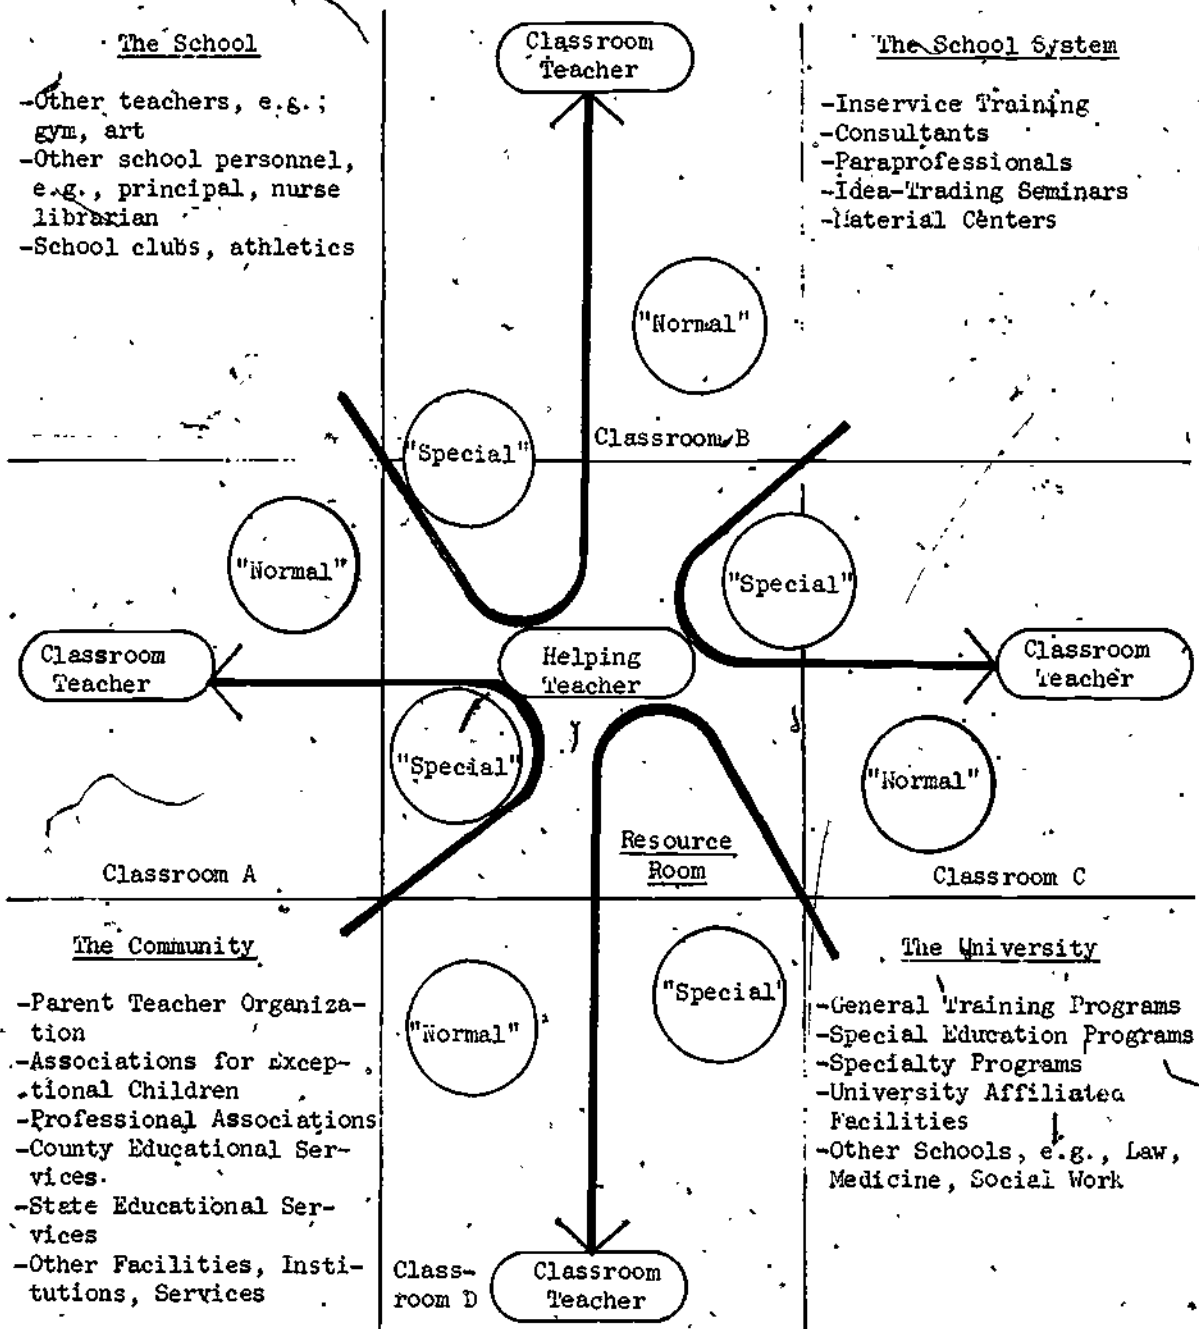 The School
-Other teachers, e.g.;
gym, art
-Other school personnel,
e.g., principal, nurse
librarian
-School clubs, athletics
Classroom
Teacher
The School System
-Inservice Training
-Consultants
-Paraprofessionals
-Idea-Trading Seminars
-Material Centers
"Normal"
"Special"
Classroom B
"Normal"
"Special"
Classroom
Teacher
Helping
Teacher
Classroom
Teacher
"Special"
"Normal"
Resource
Room
Classroom A
Classroom C
The Community
-Parent Teacher Organiza-
tion
-Associations for Excep-
tional Children
-Professional Associations
-County Educational Ser-
vices.
-State Educational Ser-
vices
-Other Facilities, Insti-
tutions, Services
"Normal"
"Special"
Class-
room D
Classroom
Teacher
The University
-General Training Programs
-Special Education Programs
-Specialty Programs
-University Affiliated
Facilities
-Other Schools, e.g., Law,
Medicine, Social Work